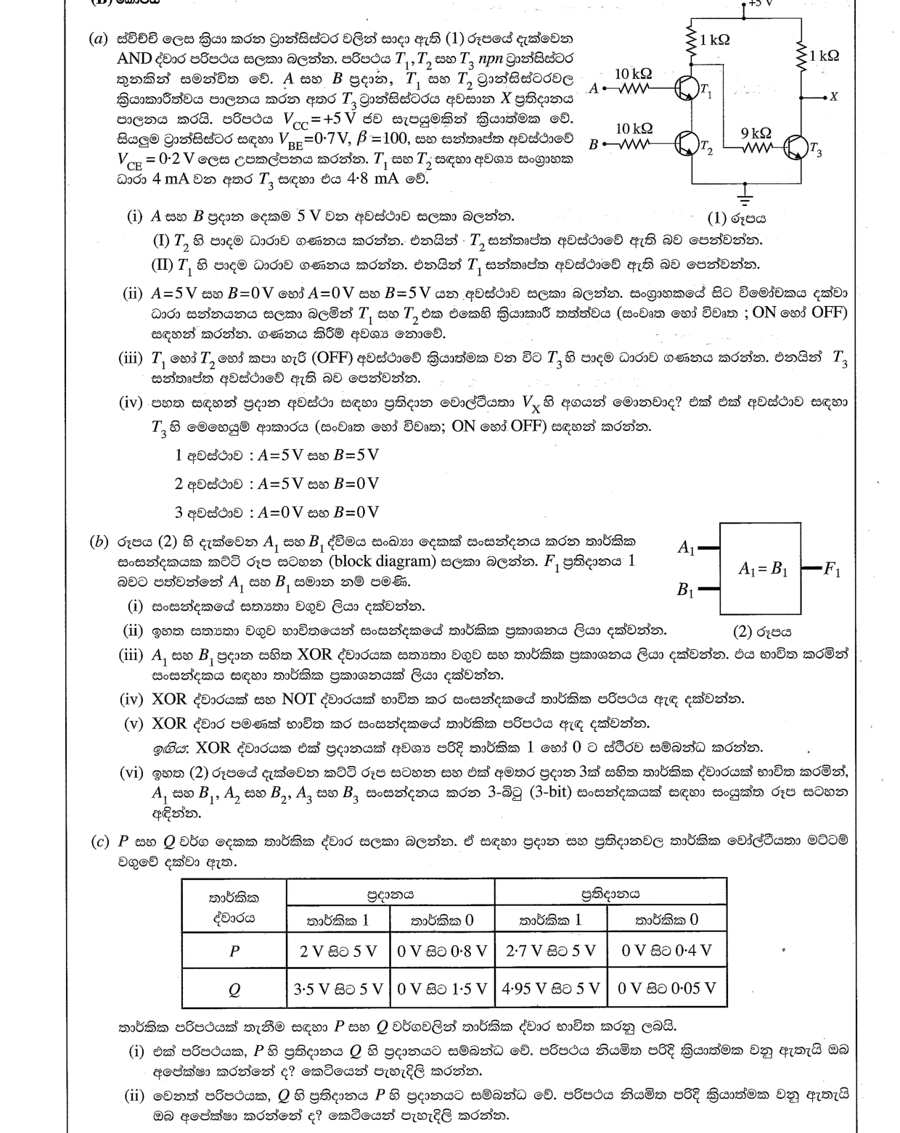 (B) කොටස
(a) ස්විච්චි ලෙස ක්‍රියා කරන ට්‍රාන්සිස්ටර වලින් සාදා ඇති (1) රූපයේ දැක්වෙන
AND ද්වාර පරිපථය සලකා බලන්න. පරිපථය T₁, T₂ සහ T₃ npn ට්‍රාන්සිස්ටර
තුනකින් සමන්විත වේ. A සහ B ප්‍රදාන, T₁ සහ T₂ ට්‍රාන්සිස්ටරවල
ක්‍රියාකාරීත්වය පාලනය කරන අතර T₃ ට්‍රාන්සිස්ටරය අවසාන X ප්‍රතිදානය
පාලනය කරයි. පරිපථය V_CC = +5 V ජව සැපයුමකින් ක්‍රියාත්මක වේ.
සියලුම ට්‍රාන්සිස්ටර සඳහා V_BE = 0·7 V, β = 100, සහ සන්තෘප්ත අවස්ථාවේ
V_CE = 0·2 V ලෙස උපකල්පනය කරන්න. T₁ සහ T₂ සඳහා අවශ්‍ය සංග්‍රාහක
ධාරා 4 mA වන අතර T₃ සඳහා එය 4·8 mA වේ.
+5 V
1 kΩ
1 kΩ
10 kΩ
A
T₁
X
10 kΩ
B
T₂
9 kΩ
T₃
(1) රූපය
(i) A සහ B ප්‍රදාන දෙකම 5 V වන අවස්ථාව සලකා බලන්න.
(I) T₂ හි පාදම ධාරාව ගණනය කරන්න. එනයින් T₂ සන්තෘප්ත අවස්ථාවේ ඇති බව පෙන්වන්න.
(II) T₁ හි පාදම ධාරාව ගණනය කරන්න. එනයින් T₁ සන්තෘප්ත අවස්ථාවේ ඇති බව පෙන්වන්න.
(ii) A=5 V සහ B=0 V හෝ A=0 V සහ B=5 V යන අවස්ථාව සලකා බලන්න. සංග්‍රාහකයේ සිට විමෝචකය දක්වා
ධාරා සන්නයනය සලකා බලමින් T₁ සහ T₂ එක එකෙහි ක්‍රියාකාරී තත්ත්වය (සංවෘත හෝ විවෘත ; ON හෝ OFF)
සඳහන් කරන්න. ගණනය කිරීම් අවශ්‍ය නොවේ.
(iii) T₁ හෝ T₂ හෝ කපා හැරි (OFF) අවස්ථාවේ ක්‍රියාත්මක වන විට T₃ හි පාදම ධාරාව ගණනය කරන්න. එනයින් T₃
සන්තෘප්ත අවස්ථාවේ ඇති බව පෙන්වන්න.
(iv) පහත සඳහන් ප්‍රදාන අවස්ථා සඳහා ප්‍රතිදාන වොල්ටීයතා V_X හි අගයන් මොනවාද? එක් එක් අවස්ථාව සඳහා
T₃ හි මෙහෙයුම් ආකාරය (සංවෘත හෝ විවෘත; ON හෝ OFF) සඳහන් කරන්න.
1 අවස්ථාව : A=5 V සහ B=5 V
2 අවස්ථාව : A=5 V සහ B=0 V
3 අවස්ථාව : A=0 V සහ B=0 V
(b) රූපය (2) හි දැක්වෙන A₁ සහ B₁ ද්වීමය සංඛ්‍යා දෙකක් සංසන්දනය කරන තාර්කික
සංසන්දකයක කට්ටි රූප සටහන (block diagram) සලකා බලන්න. F₁ ප්‍රතිදානය 1
බවට පත්වන්නේ A₁ සහ B₁ සමාන නම් පමණි.
A₁
B₁
A₁ = B₁
F₁
(2) රූපය
(i) සංසන්දකයේ සත්‍යතා වගුව ලියා දක්වන්න.
(ii) ඉහත සත්‍යතා වගුව භාවිතයෙන් සංසන්දකයේ තාර්කික ප්‍රකාශනය ලියා දක්වන්න.
(iii) A₁ සහ B₁ ප්‍රදාන සහිත XOR ද්වාරයක සත්‍යතා වගුව සහ තාර්කික ප්‍රකාශනය ලියා දක්වන්න. එය භාවිත කරමින්
සංසන්දකය සඳහා තාර්කික ප්‍රකාශනයක් ලියා දක්වන්න.
(iv) XOR ද්වාරයක් සහ NOT ද්වාරයක් භාවිත කර සංසන්දකයේ තාර්කික පරිපථය ඇඳ දක්වන්න.
(v) XOR ද්වාර පමණක් භාවිත කර සංසන්දකයේ තාර්කික පරිපථය ඇඳ දක්වන්න.
ඉඟිය: XOR ද්වාරයක එක් ප්‍රදානයක් අවශ්‍ය පරිදි තාර්කික 1 හෝ 0 ට ස්ථිරව සම්බන්ධ කරන්න.
(vi) ඉහත (2) රූපයේ දැක්වෙන කට්ටි රූප සටහන සහ එක් අමතර ප්‍රදාන 3ක් සහිත තාර්කික ද්වාරයක් භාවිත කරමින්,
A₁ සහ B₁, A₂ සහ B₂, A₃ සහ B₃ සංසන්දනය කරන 3-බිටු (3-bit) සංසන්දකයක් සඳහා සංයුක්ත රූප සටහන
අඳින්න.
(c) P සහ Q වර්ග දෙකක තාර්කික ද්වාර සලකා බලන්න. ඒ සඳහා ප්‍රදාන සහ ප්‍රතිදානවල තාර්කික වෝල්ටීයතා මට්ටම්
වගුවේ දක්වා ඇත.
තාර්කික ද්වාරය | ප්‍රදානය | ප්‍රතිදානය
තාර්කික 1 | තාර්කික 0 | තාර්කික 1 | තාර්කික 0
P | 2 V සිට 5 V | 0 V සිට 0·8 V | 2·7 V සිට 5 V | 0 V සිට 0·4 V
Q | 3·5 V සිට 5 V | 0 V සිට 1·5 V | 4·95 V සිට 5 V | 0 V සිට 0·05 V
තාර්කික පරිපථයක් තැනීම සඳහා P සහ Q වර්ගවලින් තාර්කික ද්වාර භාවිත කරනු ලබයි.
(i) එක් පරිපථයක, P හි ප්‍රතිදානය Q හි ප්‍රදානයට සම්බන්ධ වේ. පරිපථය නියමිත පරිදි ක්‍රියාත්මක වනු ඇතැයි ඔබ
අපේක්ෂා කරන්නේ ද? කෙටියෙන් පැහැදිලි කරන්න.
(ii) වෙනත් පරිපථයක, Q හි ප්‍රතිදානය P හි ප්‍රදානයට සම්බන්ධ වේ. පරිපථය නියමිත පරිදි ක්‍රියාත්මක වනු ඇතැයි
ඔබ අපේක්ෂා කරන්නේ ද? කෙටියෙන් පැහැදිලි කරන්න.